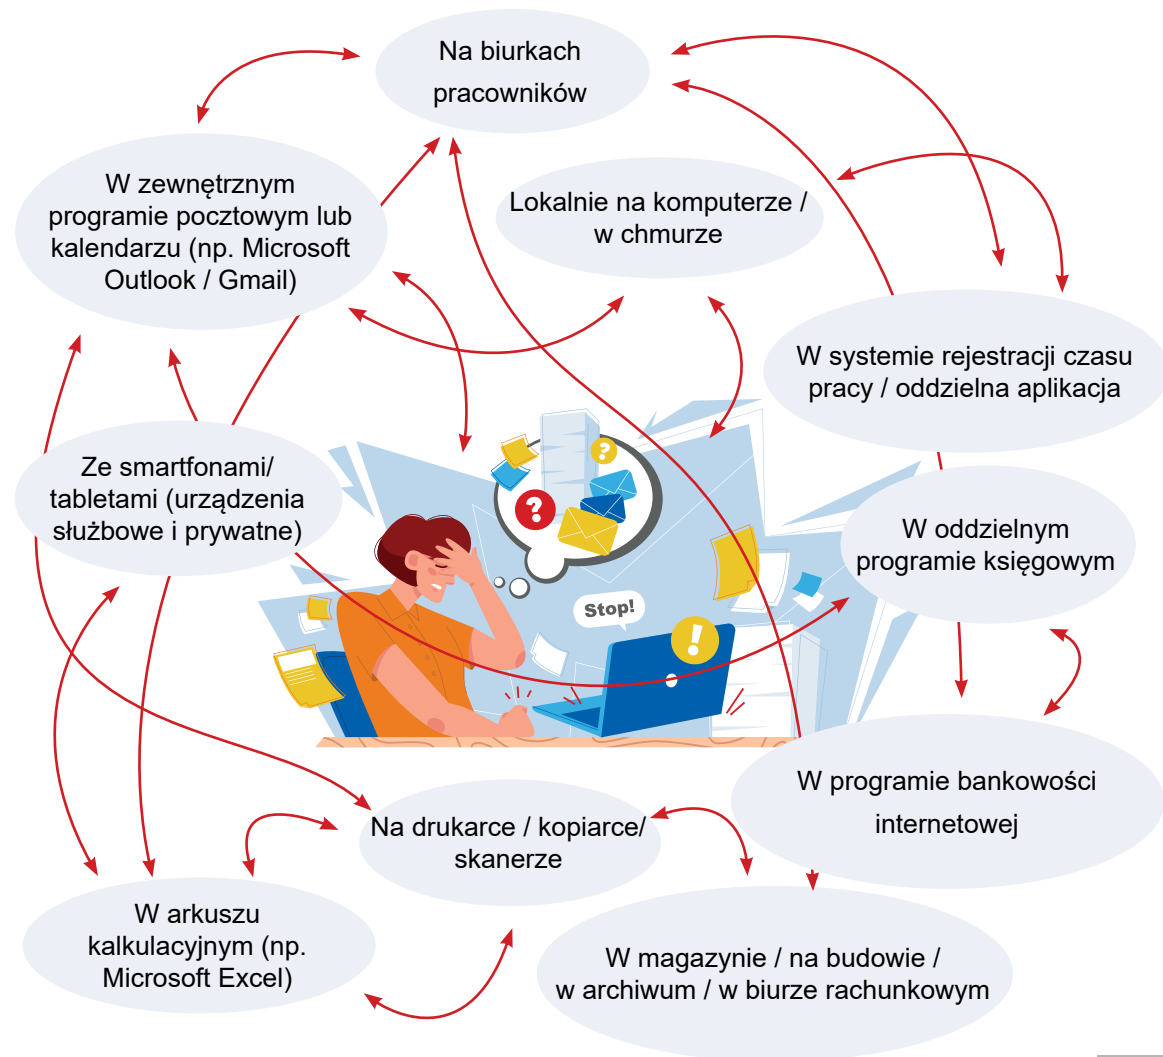 Na biurkach
pracowników
W zewnętrznym
programie pocztowym lub
kalendarzu (np. Microsoft
Outlook / Gmail)
Lokalnie na komputerze /
w chmurze
W systemie rejestracji czasu
pracy / oddzielna aplikacja
Ze smartfonami/
tabletami (urządzenia
służbowe i prywatne)
?
?
W oddzielnym
programie księgowym
Stop!
!
W programie bankowości
internetowej
Na drukarce / kopiarce/
skanerze
W arkuszu
kalkulacyjnym (np.
Microsoft Excel)
W magazynie / na budowie /
w archiwum / w biurze rachunkowym